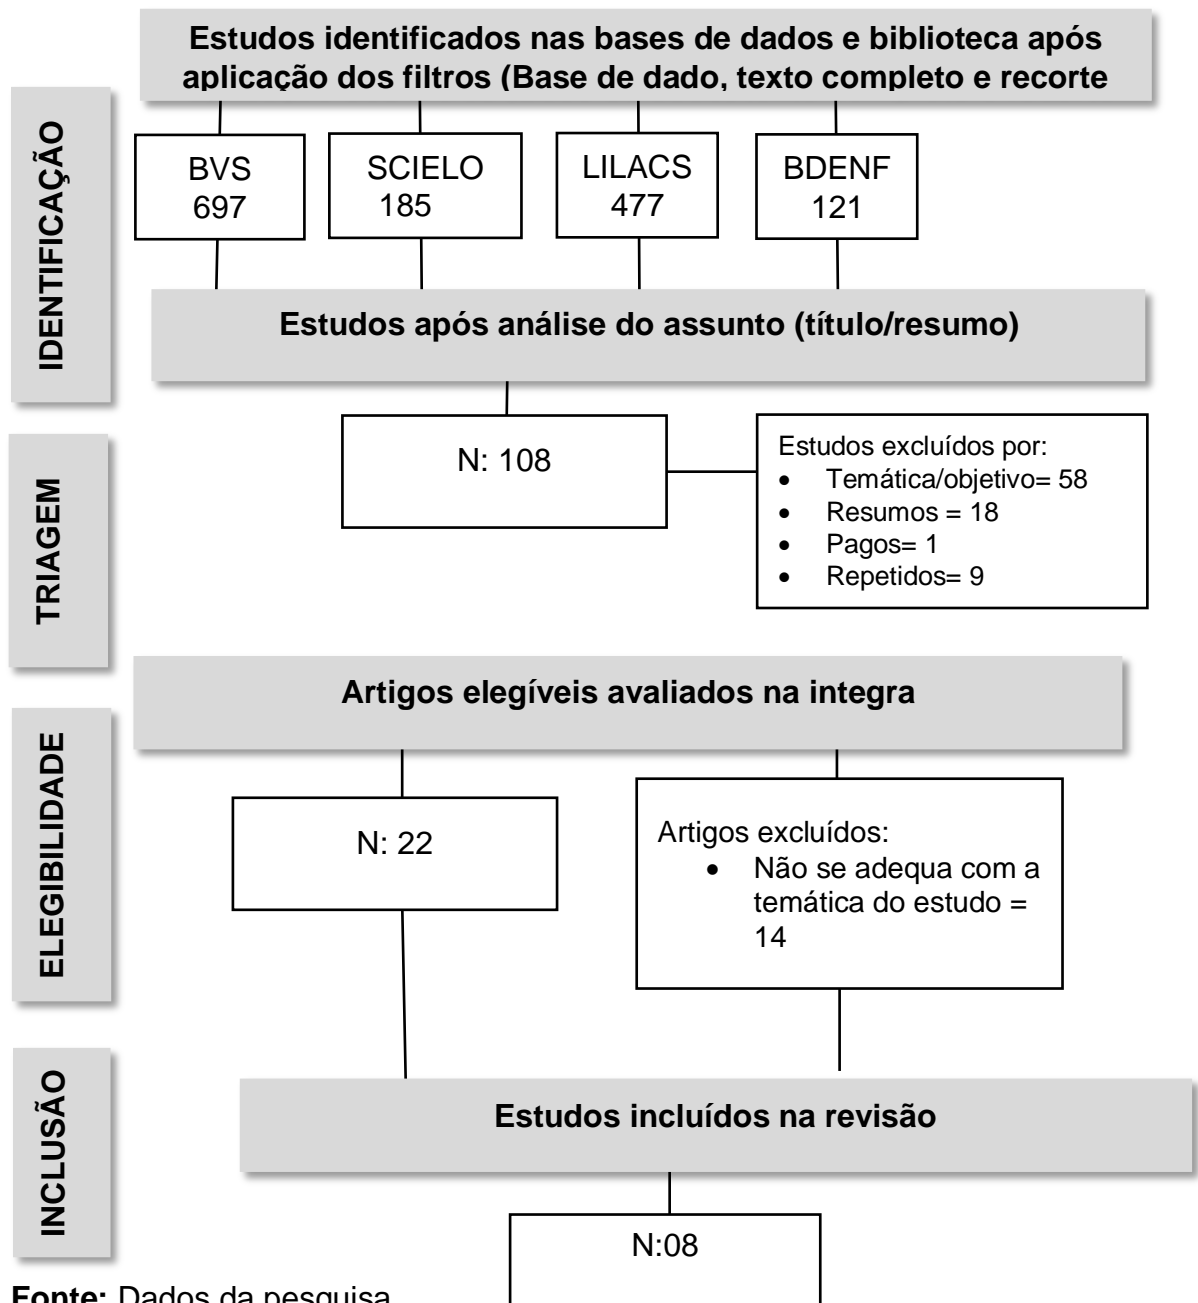 Estudos identificados nas bases de dados e biblioteca após
aplicação dos filtros (Base de dado, texto completo e recorte
IDENTIFICAÇÃO
BVS
697
SCIELO
185
LILACS
477
BDENF
121
Estudos após análise do assunto (título/resumo)
TRIAGEM
N: 108
Estudos excluídos por:
• Temática/objetivo= 58
• Resumos = 18
• Pagos= 1
• Repetidos= 9
Artigos elegíveis avaliados na integra
ELEGIBILIDADE
N: 22
Artigos excluídos:
• Não se adequa com a
temática do estudo =
14
INCLUSÃO
Estudos incluídos na revisão
N:08
Fonte: Dados da pesquisa